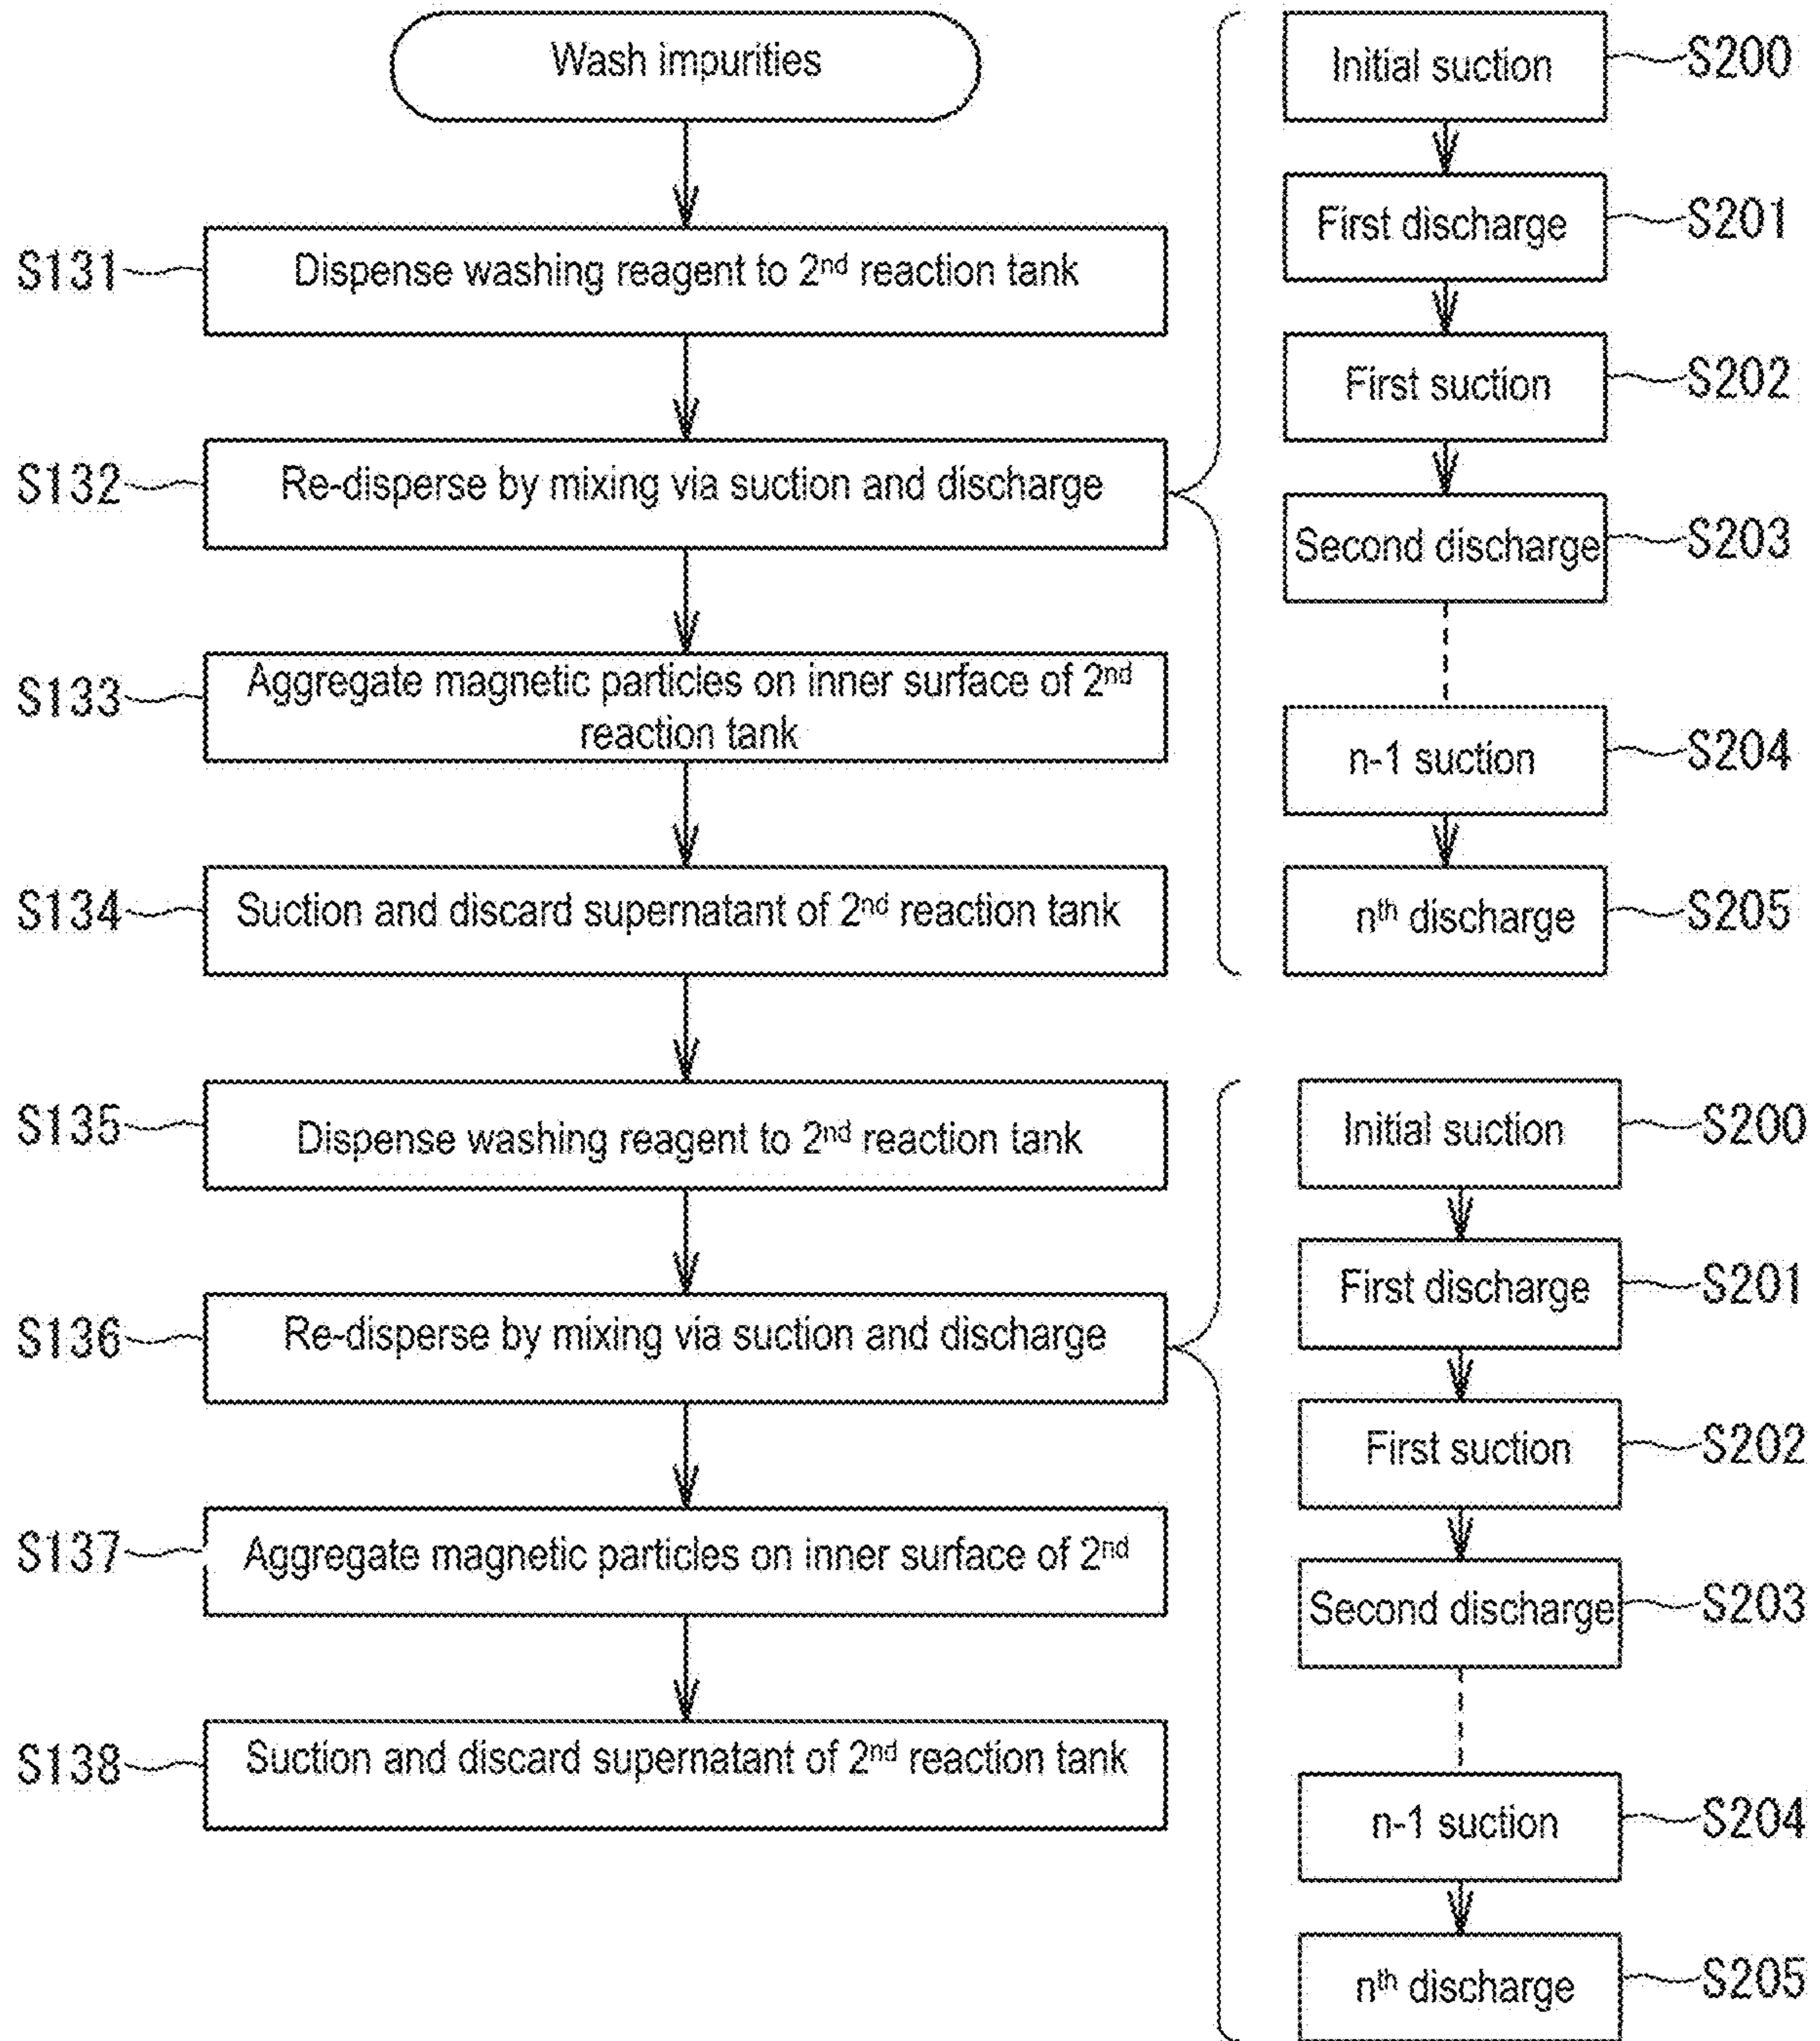 Wash impurities
S131
Dispense washing reagent to 2nd reaction tank
S132
Re-disperse by mixing via suction and discharge
S133
Aggregate magnetic particles on inner surface of 2nd
reaction tank
S134
Suction and discard supernatant of 2nd reaction tank
S135
Dispense washing reagent to 2nd reaction tank
S136
Re-disperse by mixing via suction and discharge
S137
Aggregate magnetic particles on inner surface of 2nd
S138
Suction and discard supernatant of 2nd reaction tank
Initial suction
S200
First discharge
S201
First suction
S202
Second discharge
S203
n-1 suction
S204
nth discharge
S205
Initial suction
S200
First discharge
S201
First suction
S202
Second discharge
S203
n-1 suction
S204
nth discharge
S205